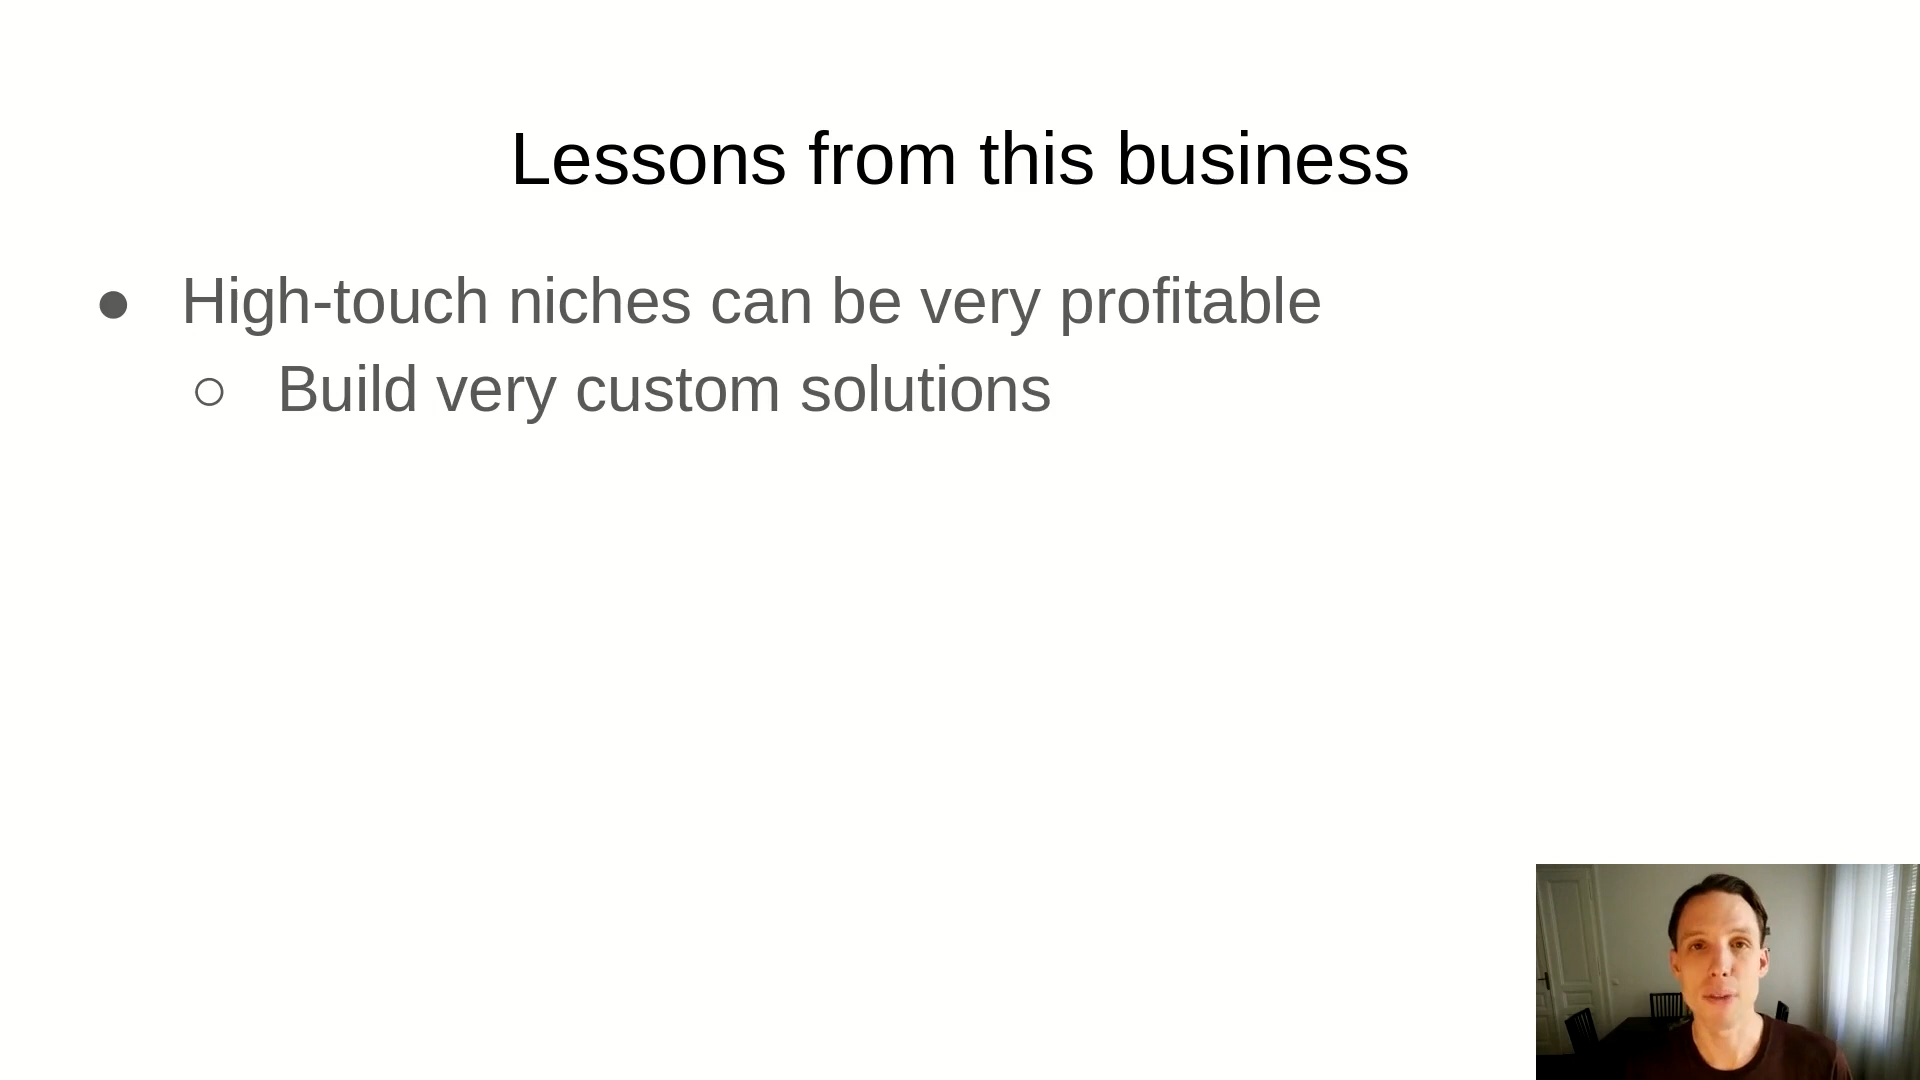 Lessons from this business
● High-touch niches can be very profitable
○ Build very custom solutions